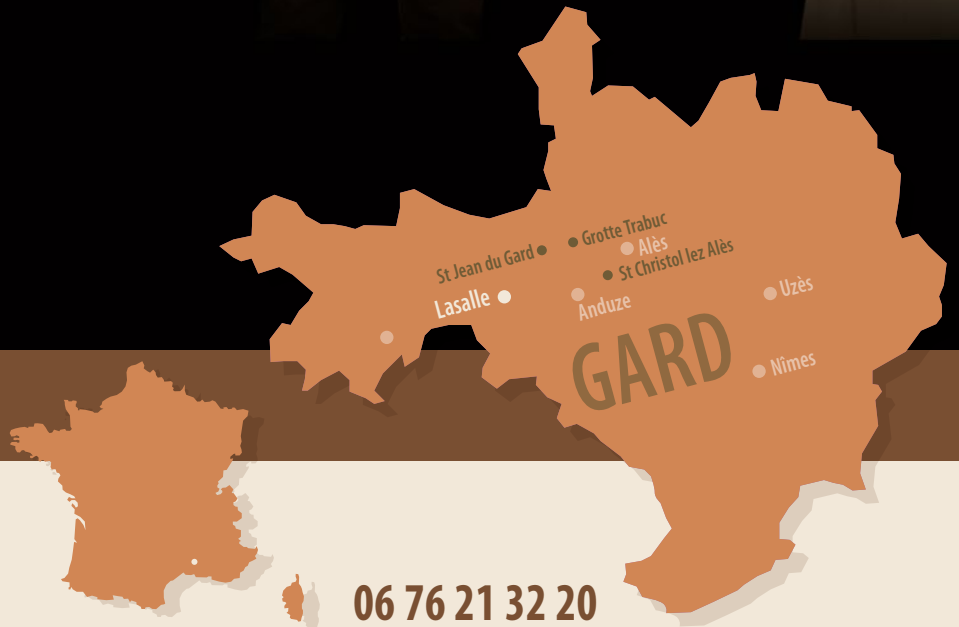 Grotte Trabuc
Alès
St Jean du Gard
St Christol lez Alès
Lasalle
Anduze
Uzès
GARD
Nîmes
06 76 21 32 20